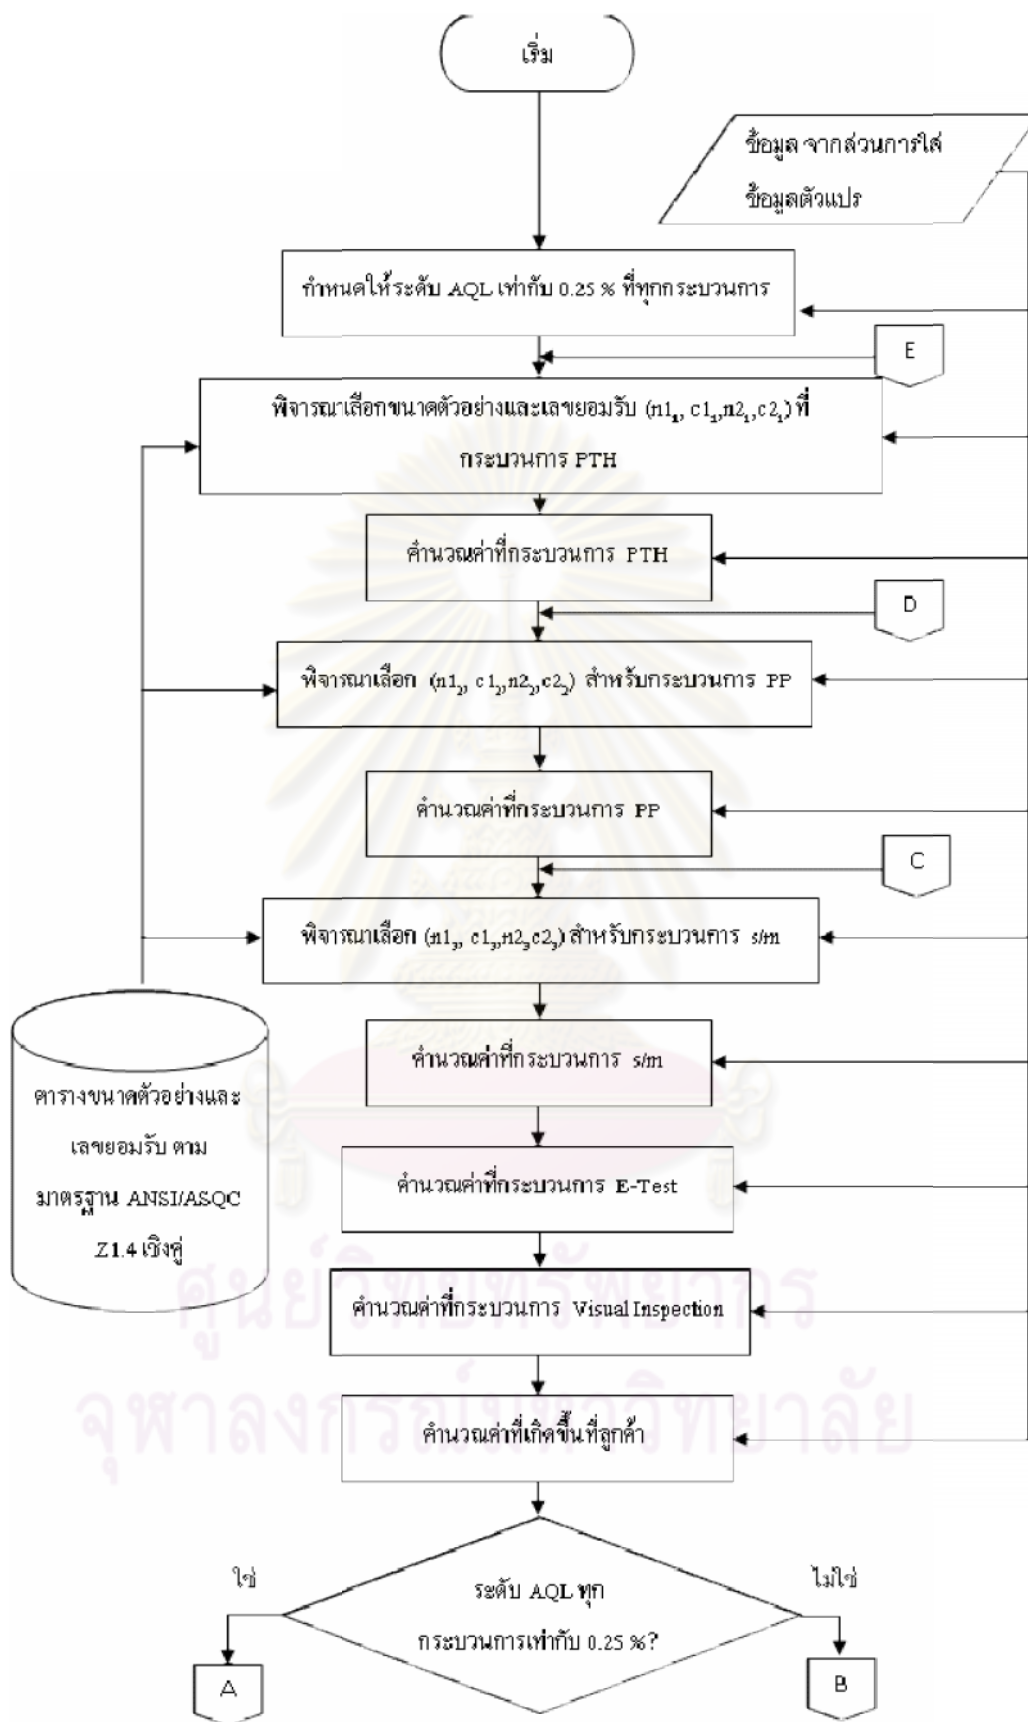 เริ่ม
ข้อมูล จากส่วนการใส่
ข้อมูลตัวแปร
กำหนดให้ระดับ AQL เท่ากับ 0.25 % ที่ทุกกระบวนการ
E
พิจารณาเลือกขนาดตัวอย่างและเลขยอมรับ (n1₁, c1₁,n2₁,c2₁) ที่
กระบวนการ PTH
คำนวณค่าที่กระบวนการ PTH
D
พิจารณาเลือก (n1₂, c1₂,n2₂,c2₂) สำหรับกระบวนการ PP
คำนวณค่าที่กระบวนการ PP
C
พิจารณาเลือก (n1₃, c1₃,n2₃c2₃) สำหรับกระบวนการ s/m
คำนวณค่าที่กระบวนการ s/m
ตารางขนาดตัวอย่างและ
เลขยอมรับ ตาม
มาตรฐาน ANSI/ASQC
Z1.4 เชิงคู่
คำนวณค่าที่กระบวนการ E-Test
คำนวณค่าที่กระบวนการ Visual Inspection
คำนวณค่าที่เกิดขึ้นที่ลูกค้า
ใช่
ไม่ใช่
ระดับ AQL ทุก
กระบวนการเท่ากับ 0.25 %?
A
B
ศูนย์วิทยทรัพยากร
จุฬาลงกรณ์มหาวิทยาลัย